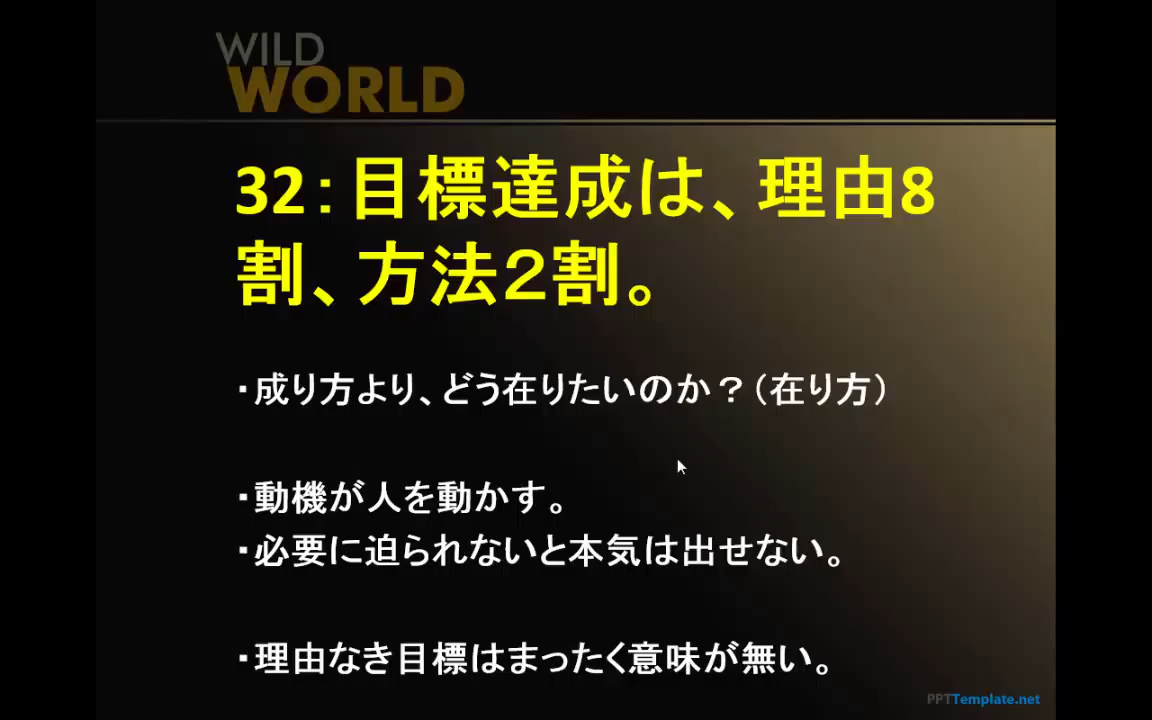 WILD
WORLD
32：目標達成は、理由8
割、方法２割。
・成り方より、どう在りたいのか？（在り方）
・動機が人を動かす。
・必要に迫られないと本気は出せない。
・理由なき目標はまったく意味が無い。
PPTTemplate.net